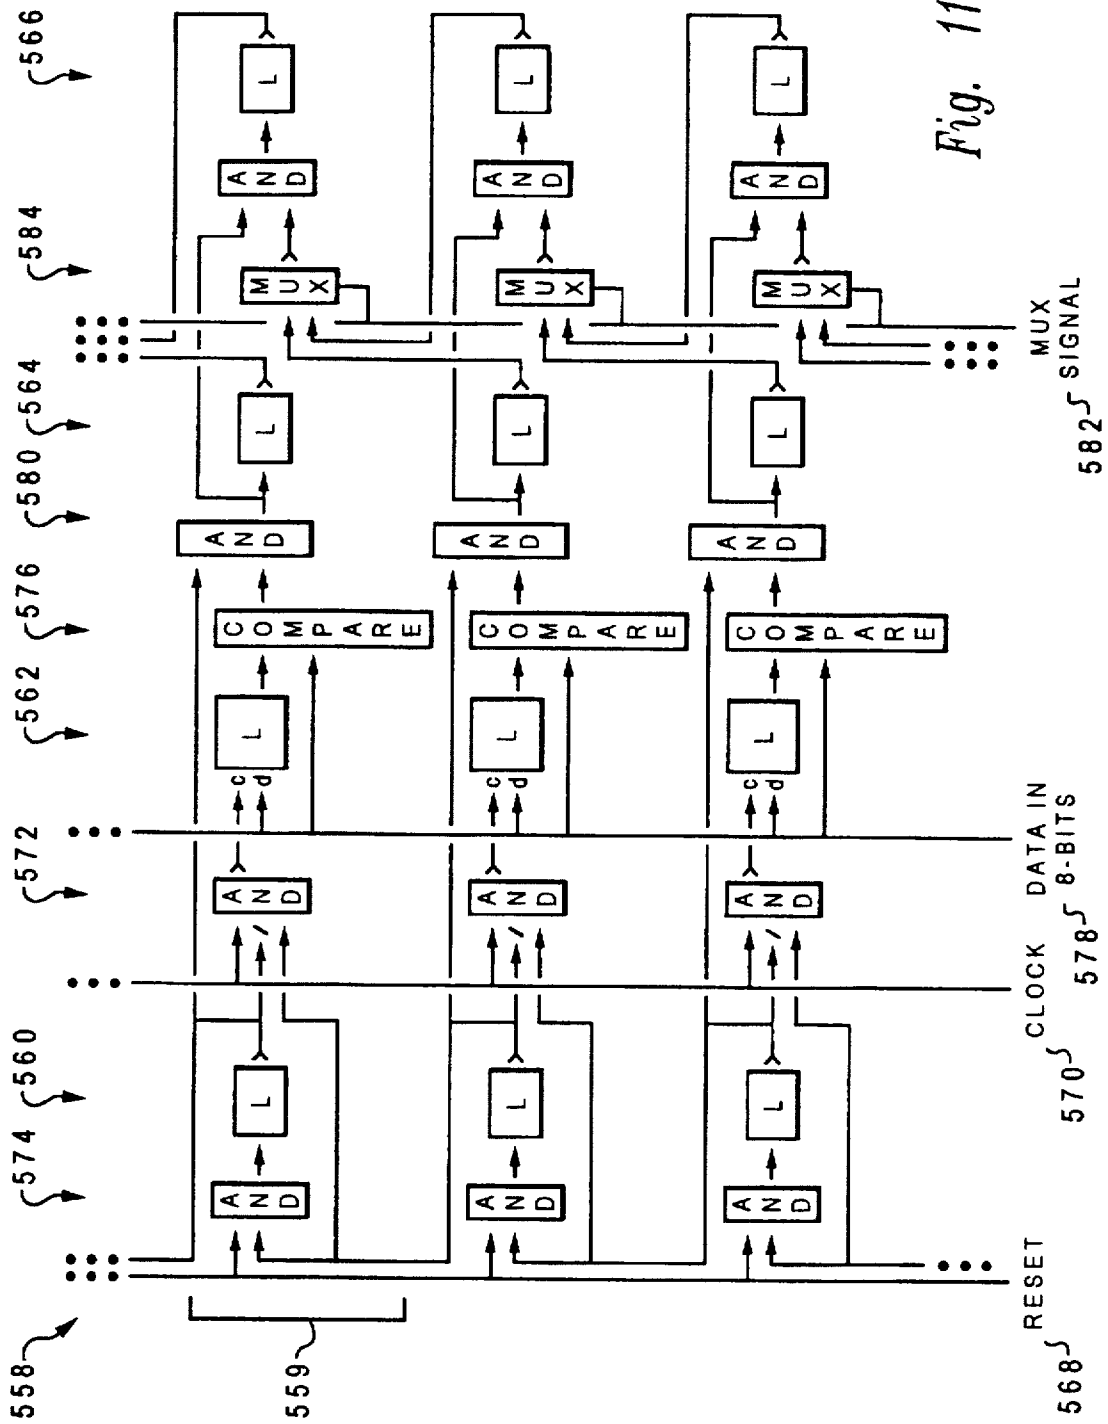 558
559
574
560
572
562
576
580
564
584
566
AND
L
AND
c
d
L
COMPARE
AND
L
MUX
AND
L
AND
L
AND
c
d
L
COMPARE
AND
L
MUX
AND
L
AND
L
AND
c
d
L
COMPARE
AND
L
MUX
AND
L
RESET
568
CLOCK
570
DATA IN
8-BITS
578
MUX
SIGNAL
582
Fig. 11